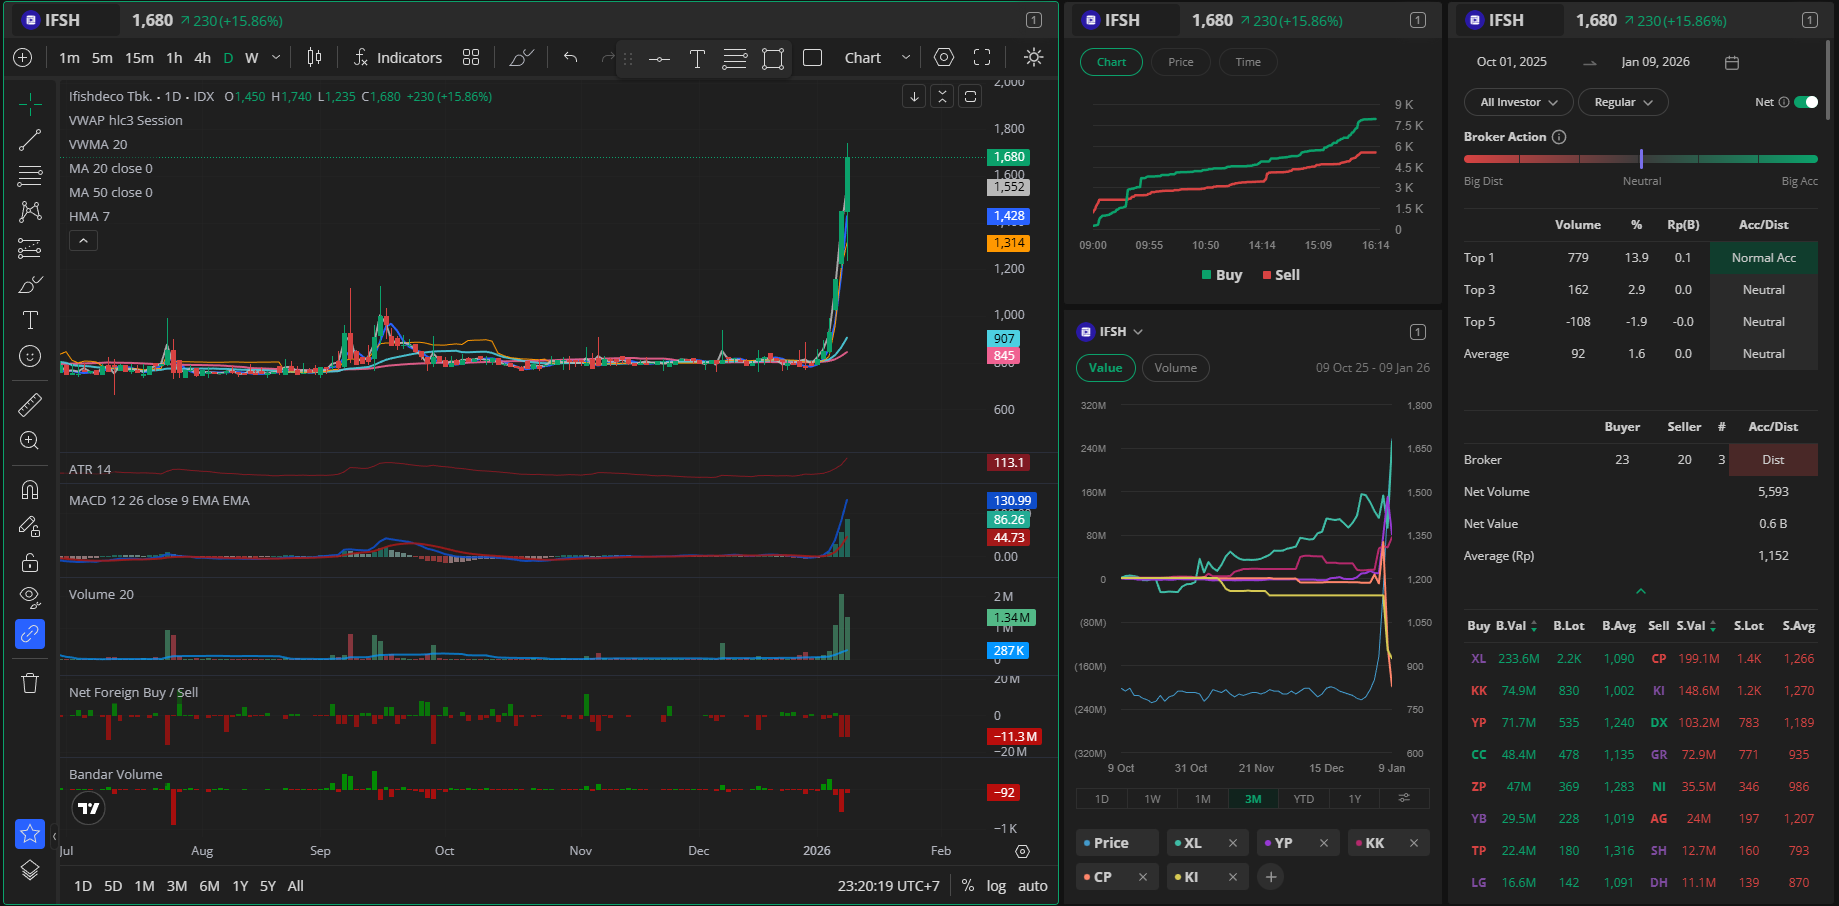 IFSH 1,680 230 (+15.86%) 1
1m 5m 15m 1h 4h D W Indicators T Chart
Ifishdeco Tbk. • 1D • IDX O1,450 H1,740 L1,235 C1,680 +230 (+15.86%)
VWAP hlc3 Session
VWMA 20
MA 20 close 0
MA 50 close 0
HMA 7
2,000
1,800
1,680
1,600
1,552
1,428
1,314
1,200
1,000
907
845
800
600
ATR 14
113.1
MACD 12 26 close 9 EMA EMA
130.99
86.26
44.73
0.00
Volume 20
2 M
1.34 M
1 M
287 K
0
Net Foreign Buy / Sell
20 M
0
−11.3 M
−20 M
Bandar Volume
−92
−1 K
Jul Aug Sep Oct Nov Dec 2026 Feb
1D 5D 1M 3M 6M 1Y 5Y All 23:20:19 UTC+7 % log auto
IFSH 1,680 230 (+15.86%) 1
Chart Price Time
9 K
7.5 K
6 K
4.5 K
3 K
1.5 K
0
09:00 09:55 10:50 14:14 15:09 16:14
Buy Sell
IFSH 1
Value Volume 09 Oct 25 - 09 Jan 26
320M 1,800
240M 1,650
160M 1,500
80M 1,350
0 1,200
(80M) 1,050
(160M) 900
(240M) 750
(320M) 600
9 Oct 31 Oct 21 Nov 15 Dec 9 Jan
1D 1W 1M 3M YTD 1Y
Price XL × YP × KK ×
CP × KI × +
IFSH 1,680 230 (+15.86%) 1
Oct 01, 2025 → Jan 09, 2026
All Investor Regular Net
Broker Action
Big Dist Neutral Big Acc
Volume % Rp(B) Acc/Dist
Top 1 779 13.9 0.1 Normal Acc
Top 3 162 2.9 0.0 Neutral
Top 5 -108 -1.9 -0.0 Neutral
Average 92 1.6 0.0 Neutral
Buyer Seller # Acc/Dist
Broker 23 20 3 Dist
Net Volume 5,593
Net Value 0.6 B
Average (Rp) 1,152
Buy B.Val B.Lot B.Avg Sell S.Val S.Lot S.Avg
XL 233.6M 2.2K 1,090 CP 199.1M 1.4K 1,266
KK 74.9M 830 1,002 KI 148.6M 1.2K 1,270
YP 71.7M 535 1,240 DX 103.2M 783 1,189
CC 48.4M 478 1,135 GR 72.9M 771 935
ZP 47M 369 1,283 NI 35.5M 346 986
YB 29.5M 228 1,019 AG 24M 197 1,207
TP 22.4M 180 1,316 SH 12.7M 160 793
LG 16.6M 142 1,091 DH 11.1M 139 870